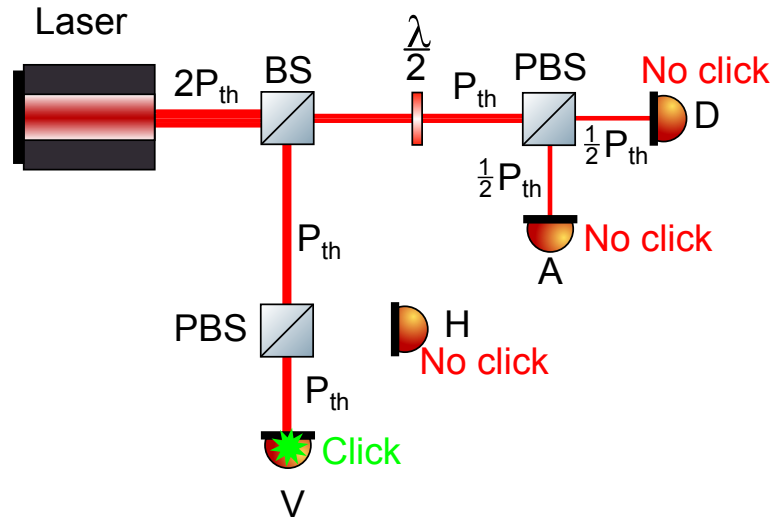 Laser
2P_th
BS
λ/2
P_th
PBS
No click
D
½P_th
½P_th
No click
A
P_th
PBS
H
No click
P_th
Click
V